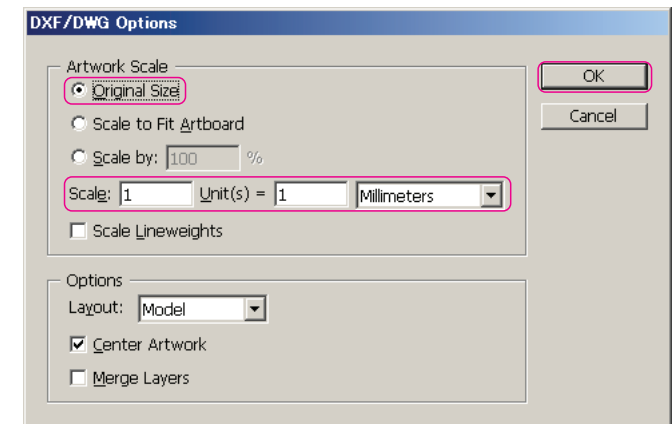 DXF/DWG Options
Artwork Scale
Original Size
OK
Scale to Fit Artboard
Cancel
Scale by: 100 %
Scale: 1 Unit(s) = 1 Millimeters
Scale Lineweights
Options
Layout: Model
Center Artwork
Merge Layers